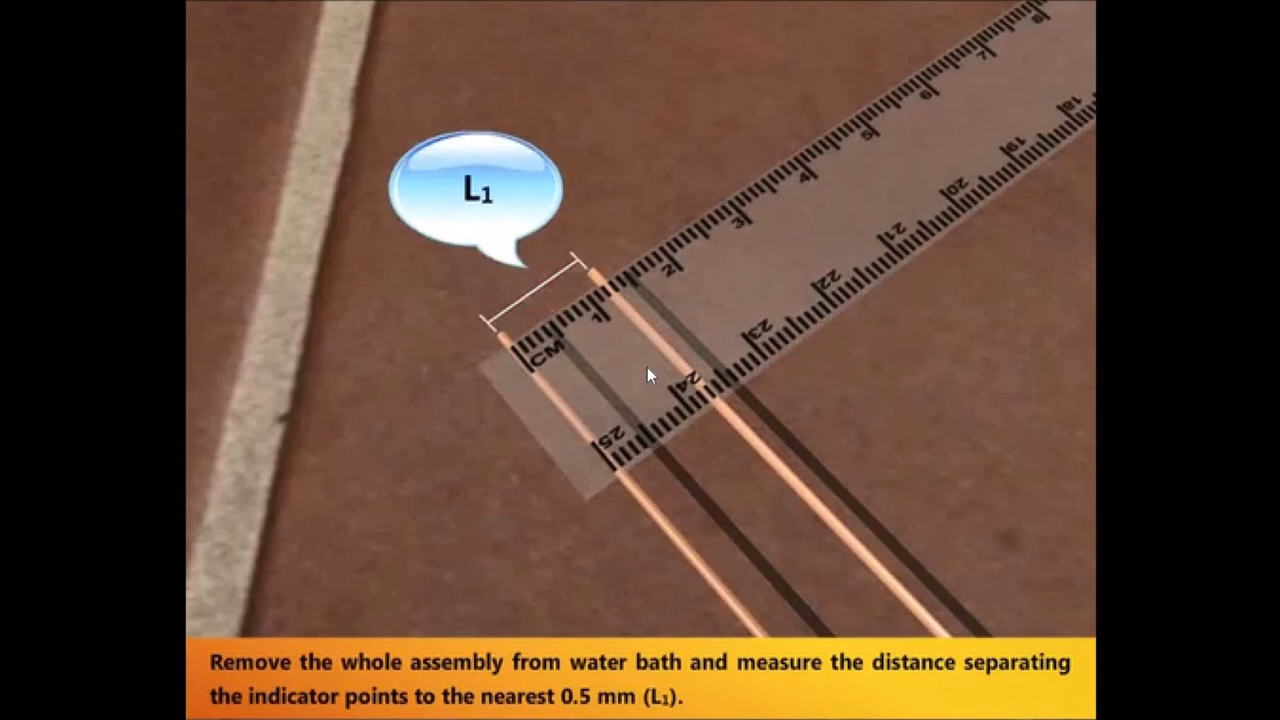 L₁
CM 1 2 3 4 5 6 7 8
25 24 23 22 21 20 19 18
Remove the whole assembly from water bath and measure the distance separating
the indicator points to the nearest 0.5 mm (L₁).